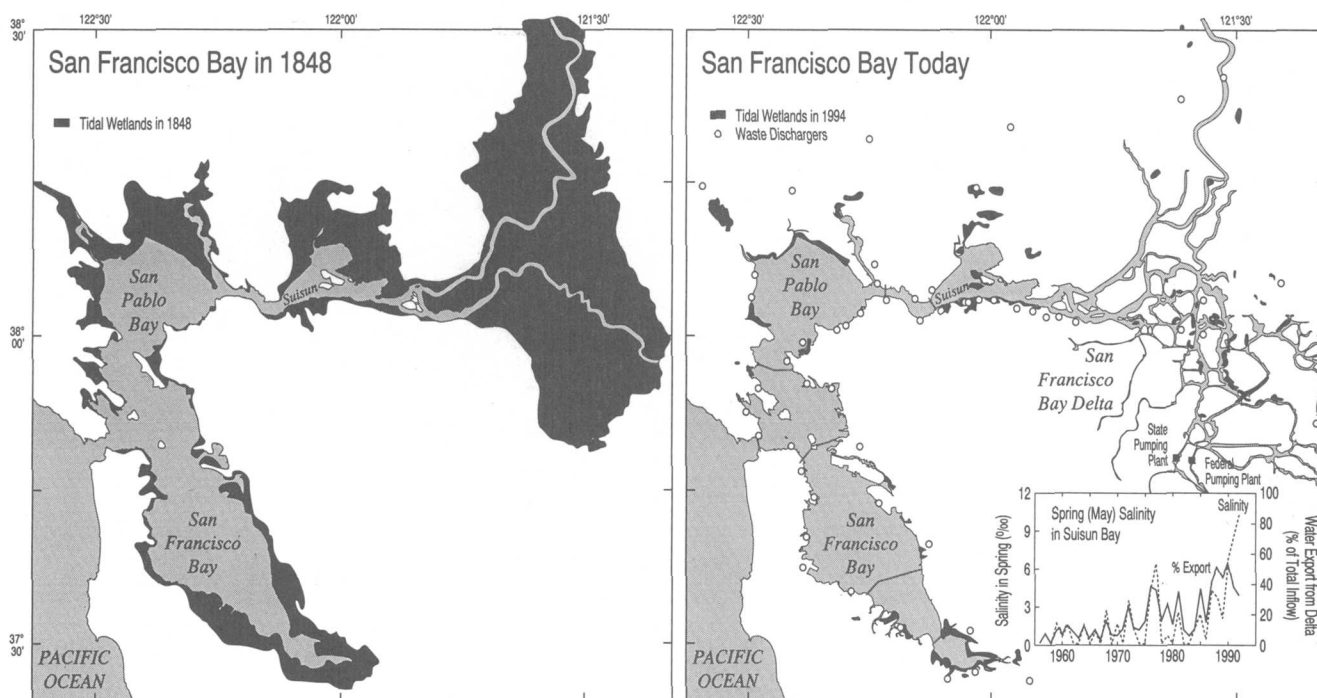 122°30'
122°00'
121°30'
38°
30'
San Francisco Bay in 1848
Tidal Wetlands in 1848
San
Pablo
Bay
Suisun
00'
San
Francisco
Bay
37°
30'
PACIFIC
OCEAN
122°30'
122°00'
121°30'
San Francisco Bay Today
Tidal Wetlands in 1994
Waste Dischargers
San
Pablo
Bay
Suisun
38°
00'
San
Francisco
Bay Delta
State
Pumping
Plant
Federal
Pumping Plant
San
Francisco
Bay
PACIFIC
OCEAN
Spring (May) Salinity
in Suisun Bay
Salinity
% Export
Salinity in Spring (‰)
12
9
6
3
0
100
80
60
40
20
0
Water Export from Delta
(% of Total Inflow)
1960
1970
1980
1990